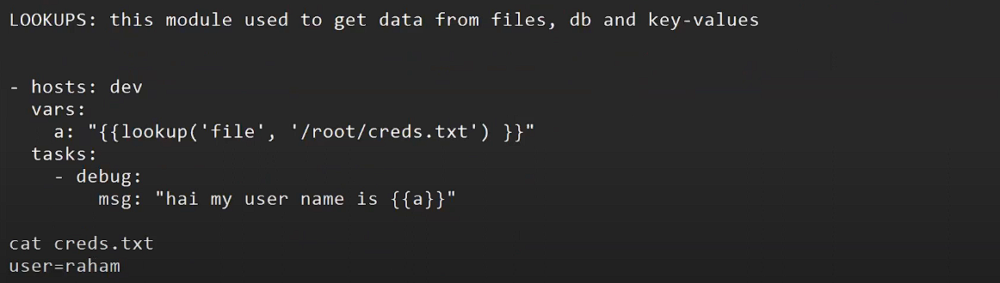 LOOKUPS: this module used to get data from files, db and key-values
- hosts: dev
  vars:
    a: "{{lookup('file', '/root/creds.txt') }}"
  tasks:
    - debug:
        msg: "hai my user name is {{a}}"
cat creds.txt
user=raham